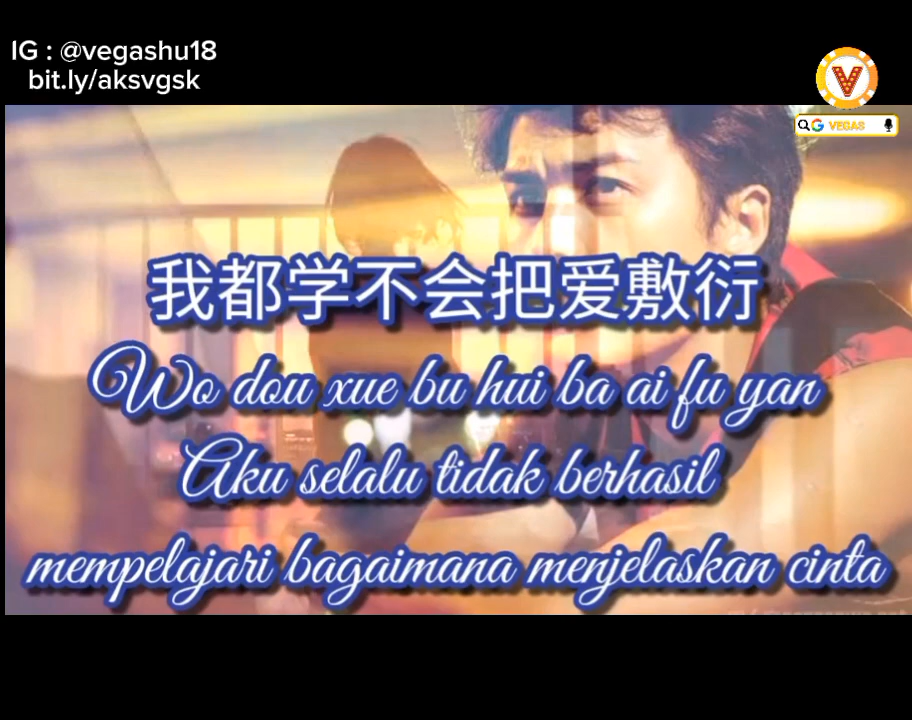 IG : @vegashu18
bit.ly/aksvgsk
V
VEGAS
我都学不会把爱敷衍
Wo dou xue bu hui ba ai fu yan
Aku selalu tidak berhasil
mempelajari bagaimana menjelaskan cinta